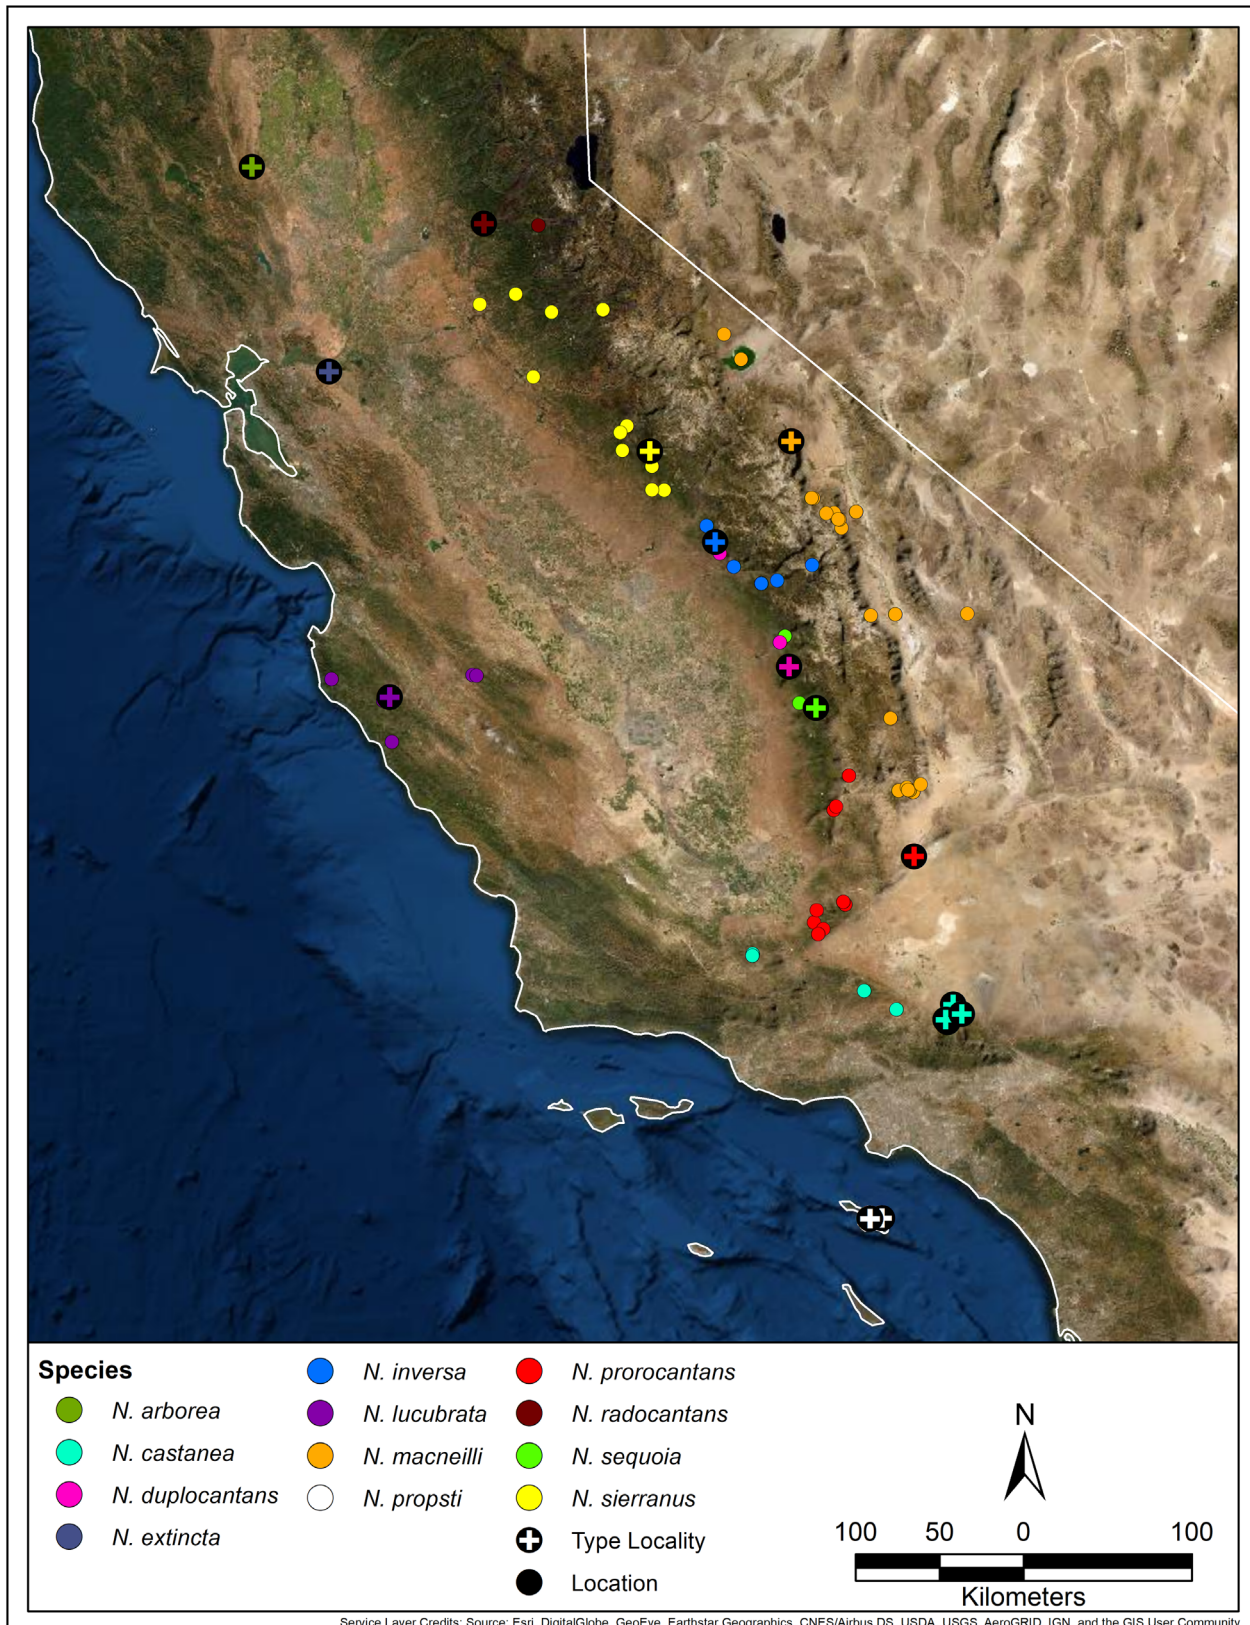 Species
N. arborea
N. castanea
N. duplocantans
N. extincta
N. inversa
N. lucubrata
N. macneilli
N. propsti
N. prorocantans
N. radocantans
N. sequoia
N. sierranus
Type Locality
Location
N
100 50 0 100
Kilometers
Service Layer Credits: Source: Esri, DigitalGlobe, GeoEye, Earthstar Geographics, CNES/Airbus DS, USDA, USGS, AeroGRID, IGN, and the GIS User Community